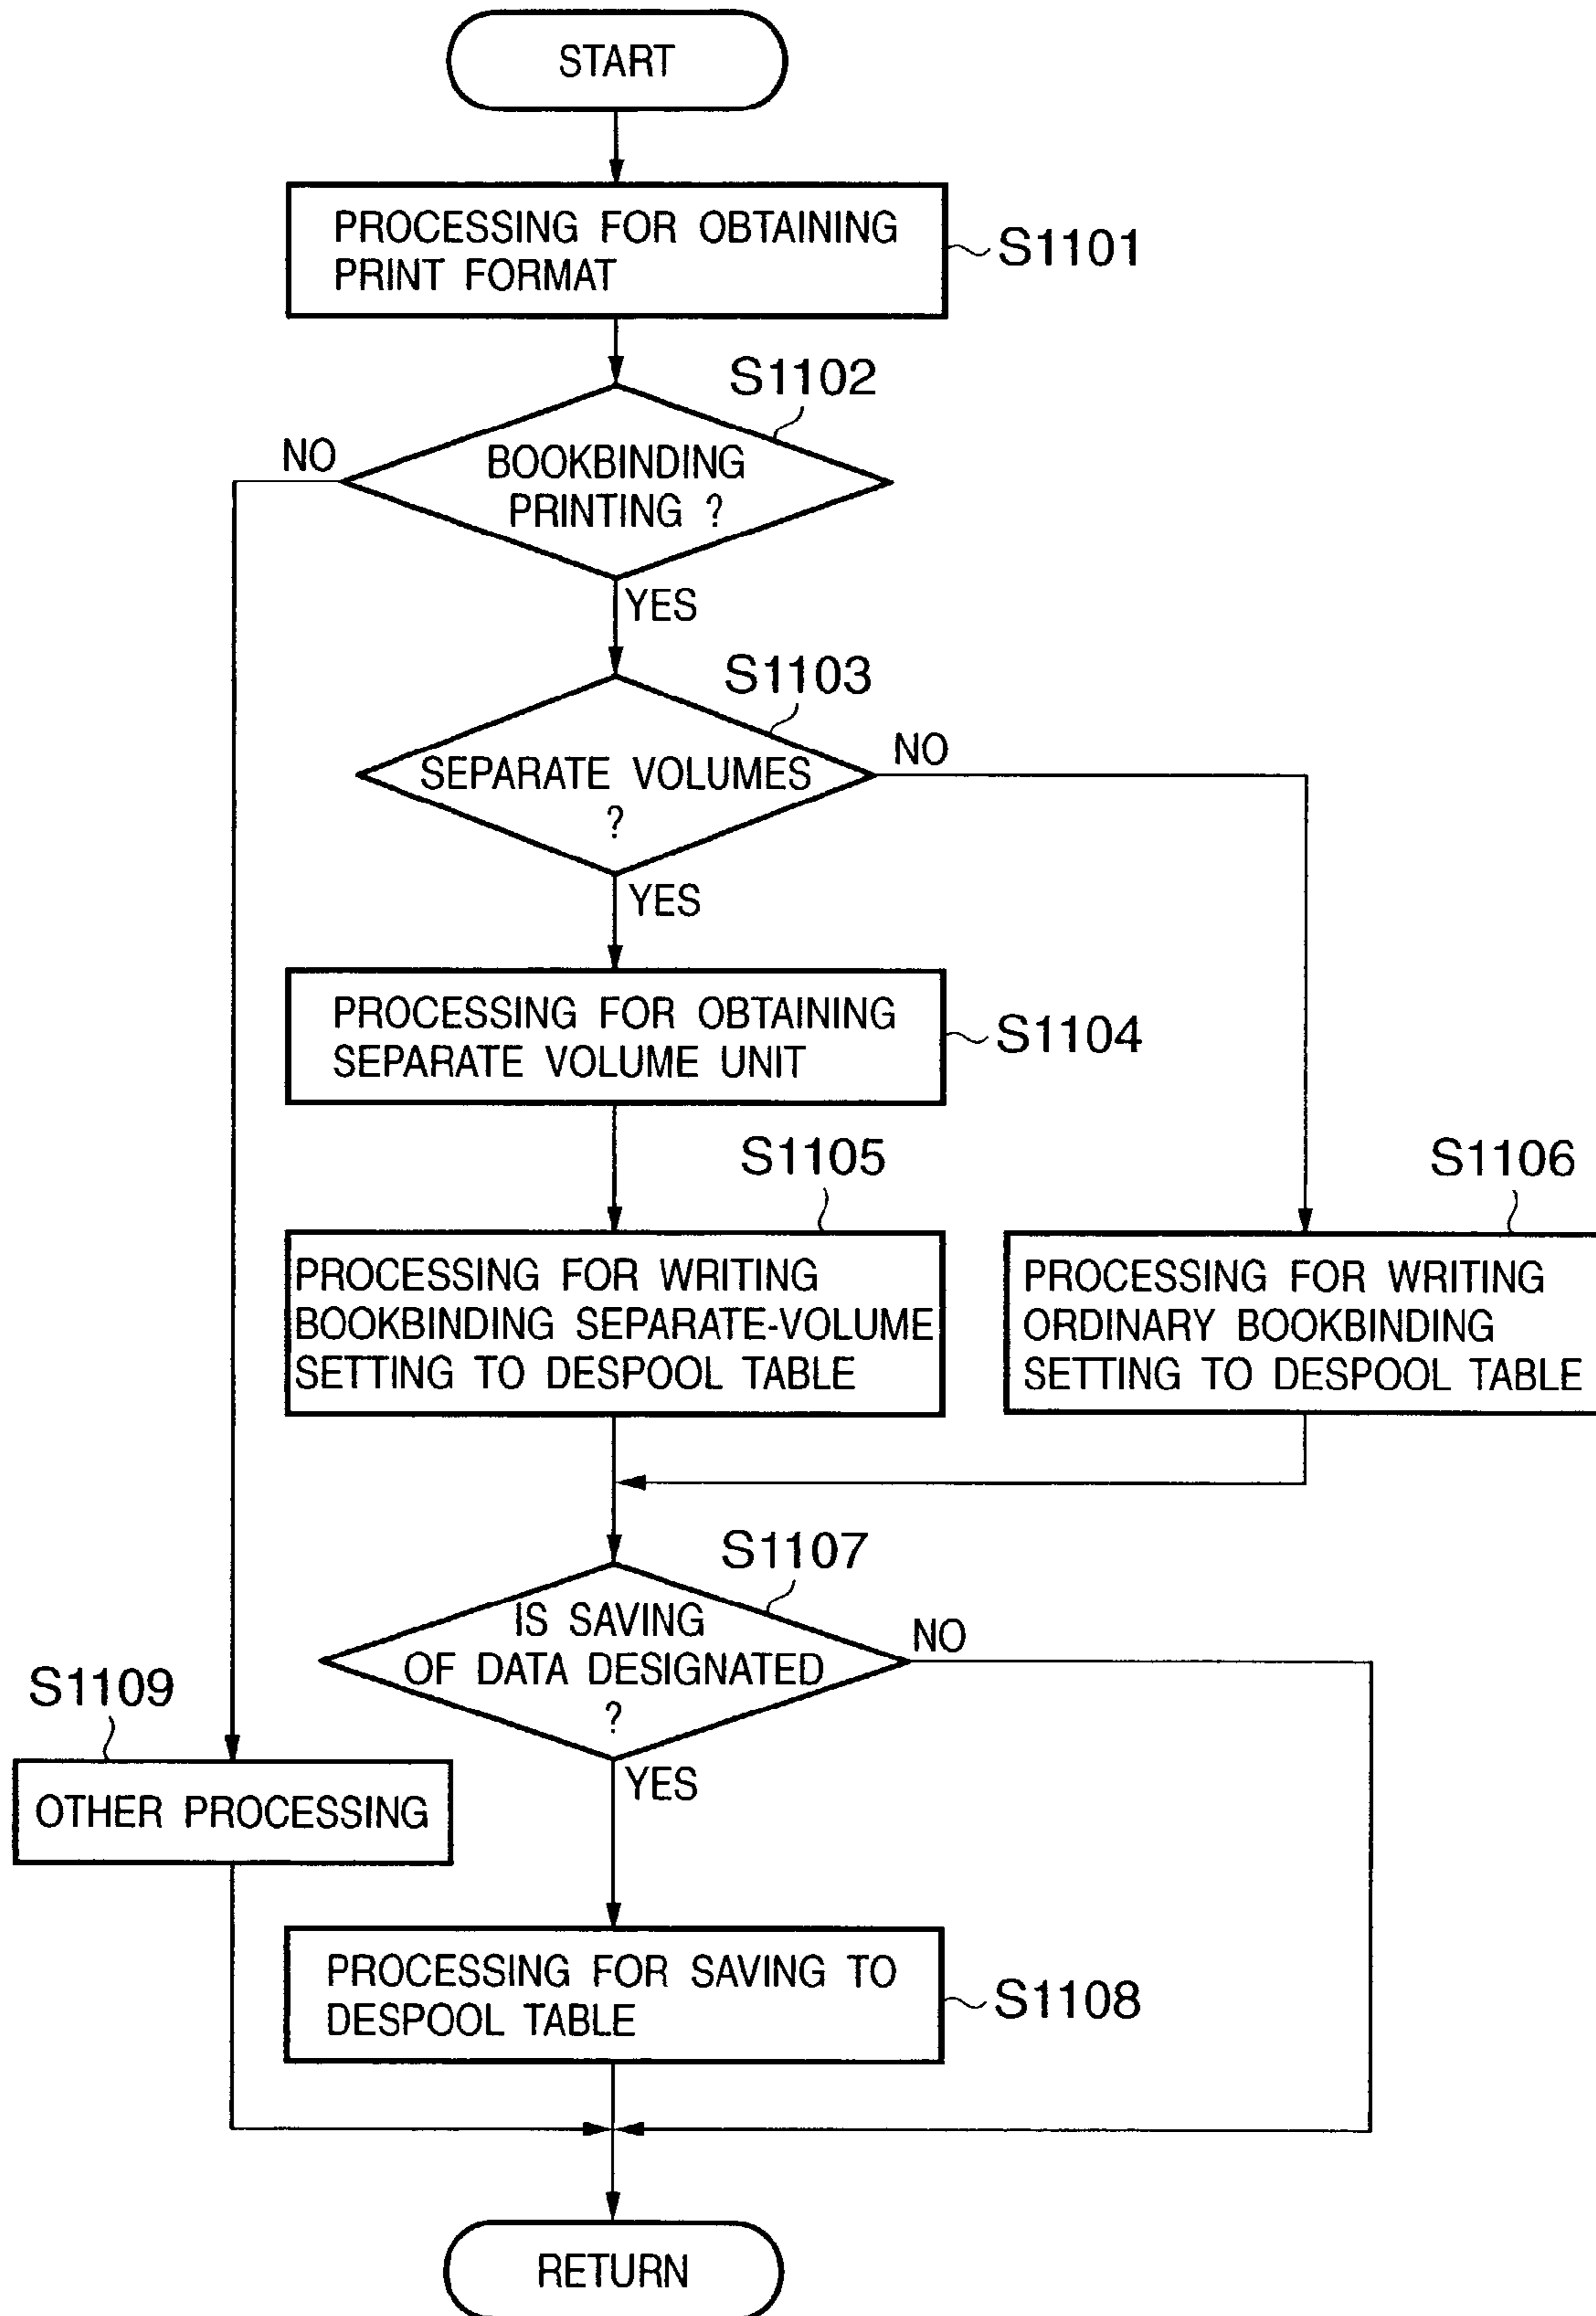 START
PROCESSING FOR OBTAINING
PRINT FORMAT
S1101
S1102
NO
BOOKBINDING
PRINTING ?
YES
S1103
NO
SEPARATE VOLUMES
?
YES
PROCESSING FOR OBTAINING
SEPARATE VOLUME UNIT
S1104
S1105
PROCESSING FOR WRITING
BOOKBINDING SEPARATE-VOLUME
SETTING TO DESPOOL TABLE
S1106
PROCESSING FOR WRITING
ORDINARY BOOKBINDING
SETTING TO DESPOOL TABLE
S1107
IS SAVING
OF DATA DESIGNATED
?
NO
YES
S1109
OTHER PROCESSING
PROCESSING FOR SAVING TO
DESPOOL TABLE
S1108
RETURN